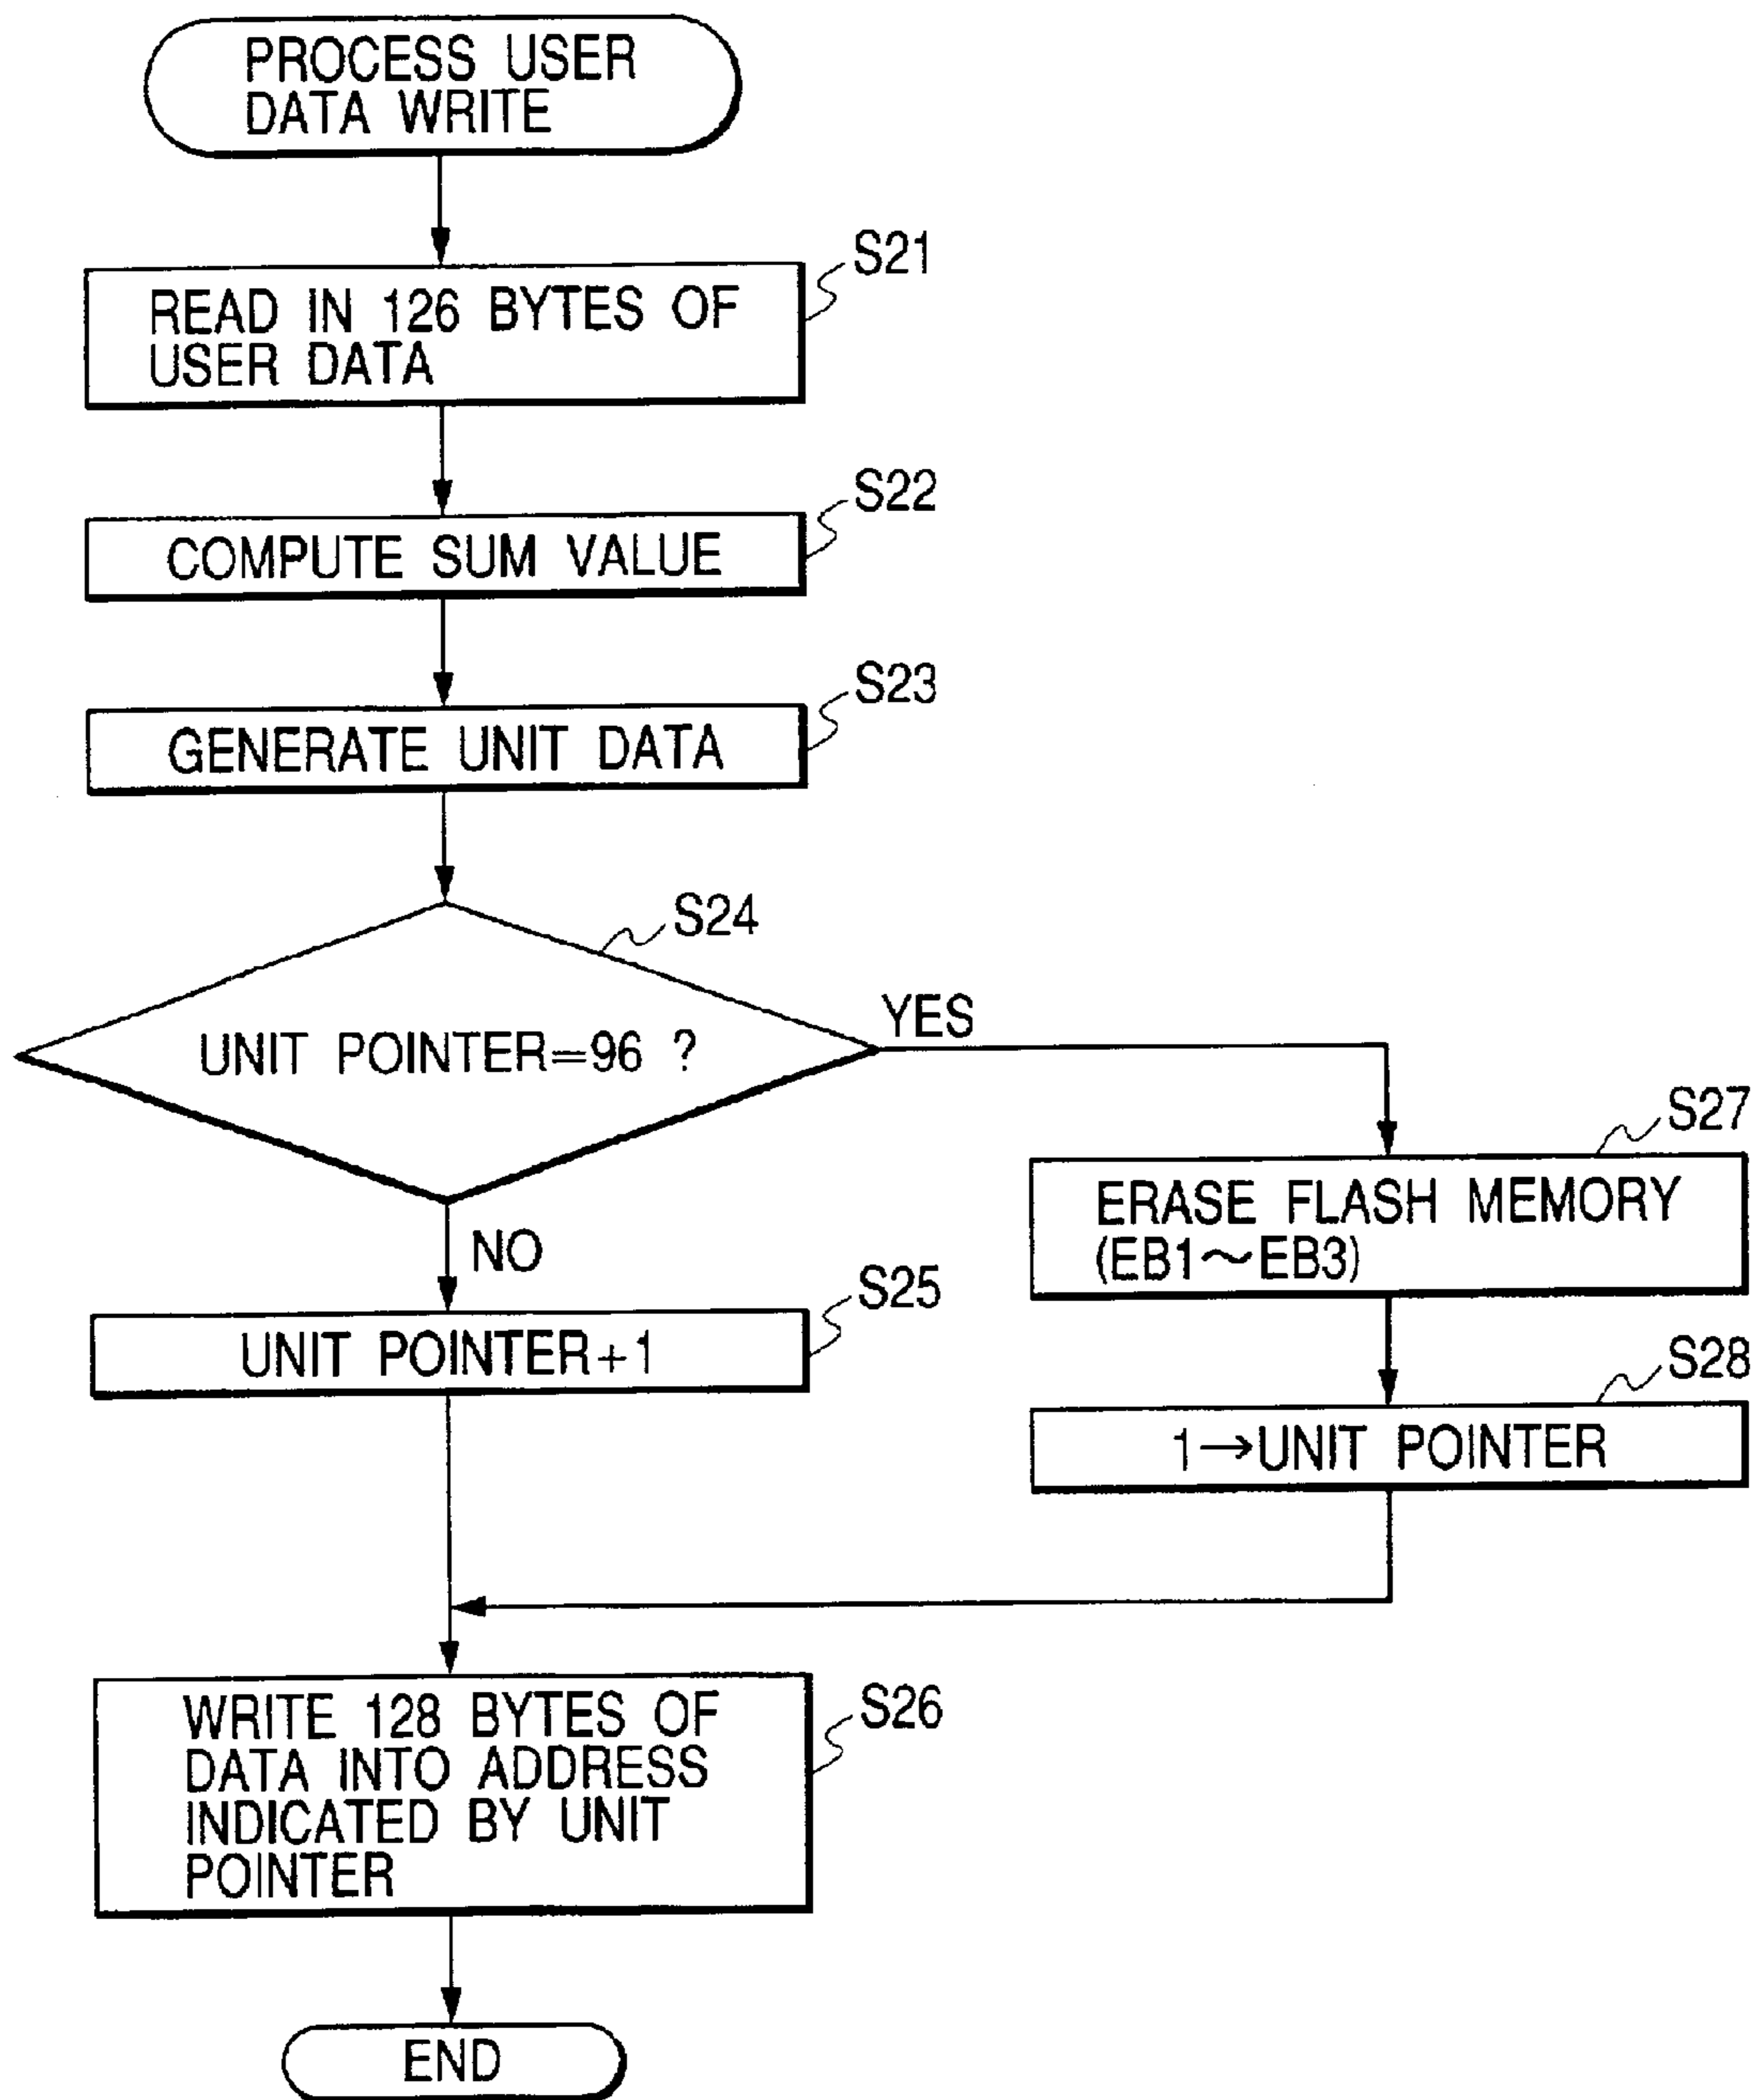 PROCESS USER
DATA WRITE
S21
READ IN 126 BYTES OF
USER DATA
S22
COMPUTE SUM VALUE
S23
GENERATE UNIT DATA
S24
UNIT POINTER=96 ?
YES
NO
S27
ERASE FLASH MEMORY
(EB1～EB3)
S25
UNIT POINTER+1
S28
1→UNIT POINTER
S26
WRITE 128 BYTES OF
DATA INTO ADDRESS
INDICATED BY UNIT
POINTER
END